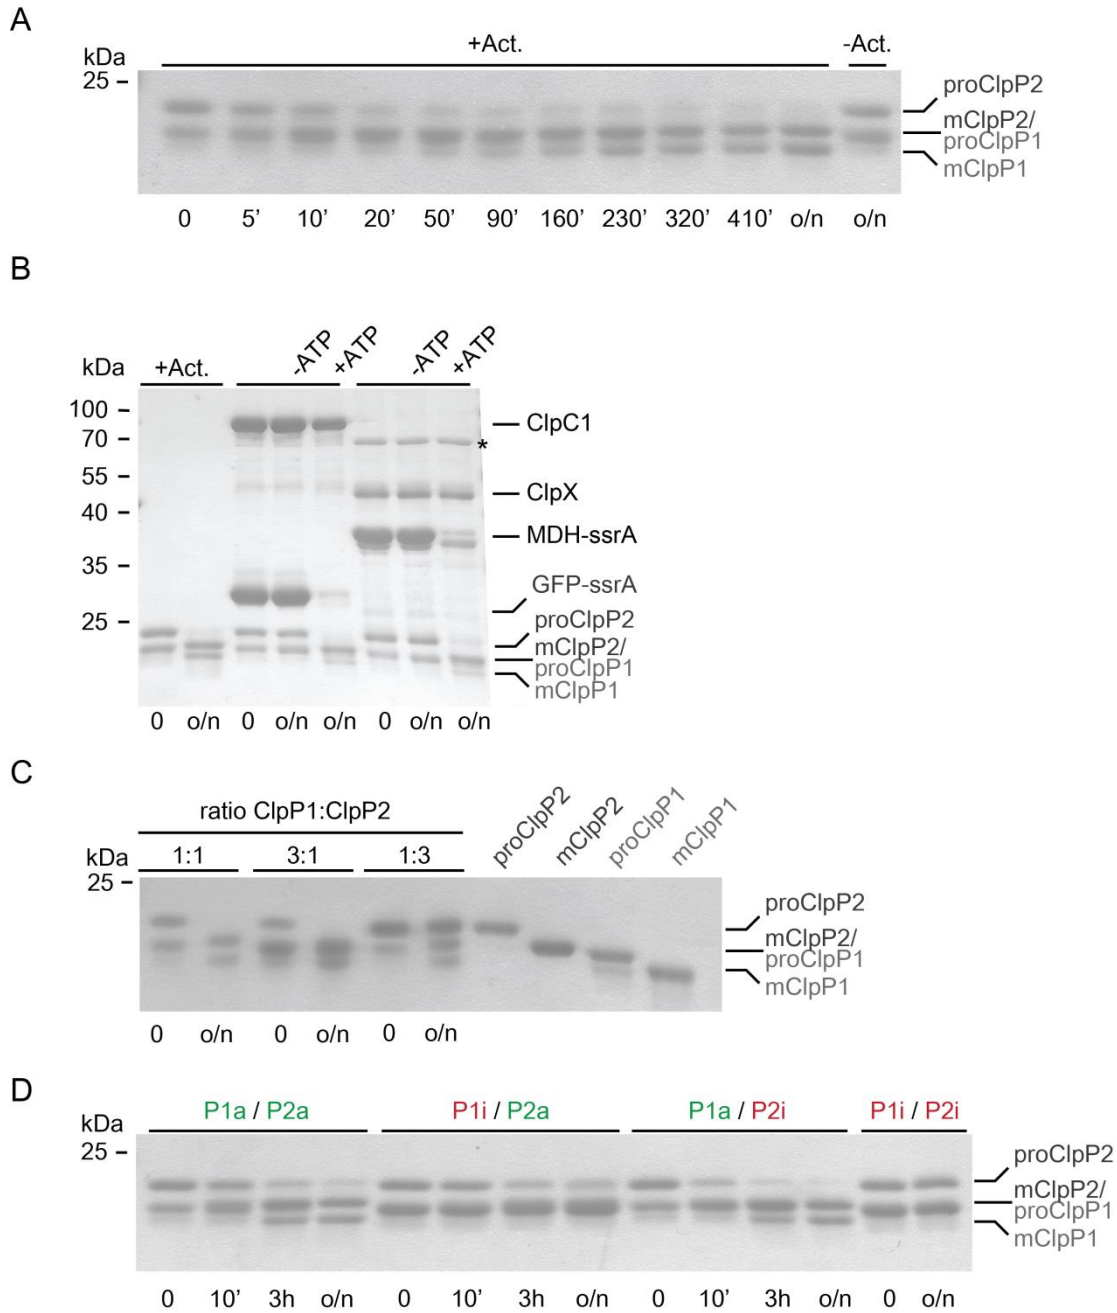 A
+Act.
-Act.
kDa
25
proClpP2
mClpP2/
proClpP1
mClpP1
0 5’ 10’ 20’ 50’ 90’ 160’ 230’ 320’ 410’ o/n o/n
B
kDa
+Act.
-ATP
+ATP
-ATP
+ATP
100
70
55
40
35
25
ClpC1
*
ClpX
MDH-ssrA
GFP-ssrA
proClpP2
mClpP2/
proClpP1
mClpP1
0 o/n 0 o/n o/n 0 o/n o/n
C
ratio ClpP1:ClpP2
1:1 3:1 1:3
proClpP2
mClpP2
proClpP1
mClpP1
kDa
25
proClpP2
mClpP2/
proClpP1
mClpP1
0 o/n 0 o/n 0 o/n
D
P1a / P2a P1i / P2a P1a / P2i P1i / P2i
kDa
25
proClpP2
mClpP2/
proClpP1
mClpP1
0 10’ 3h o/n 0 10’ 3h o/n 0 10’ 3h o/n 0 o/n